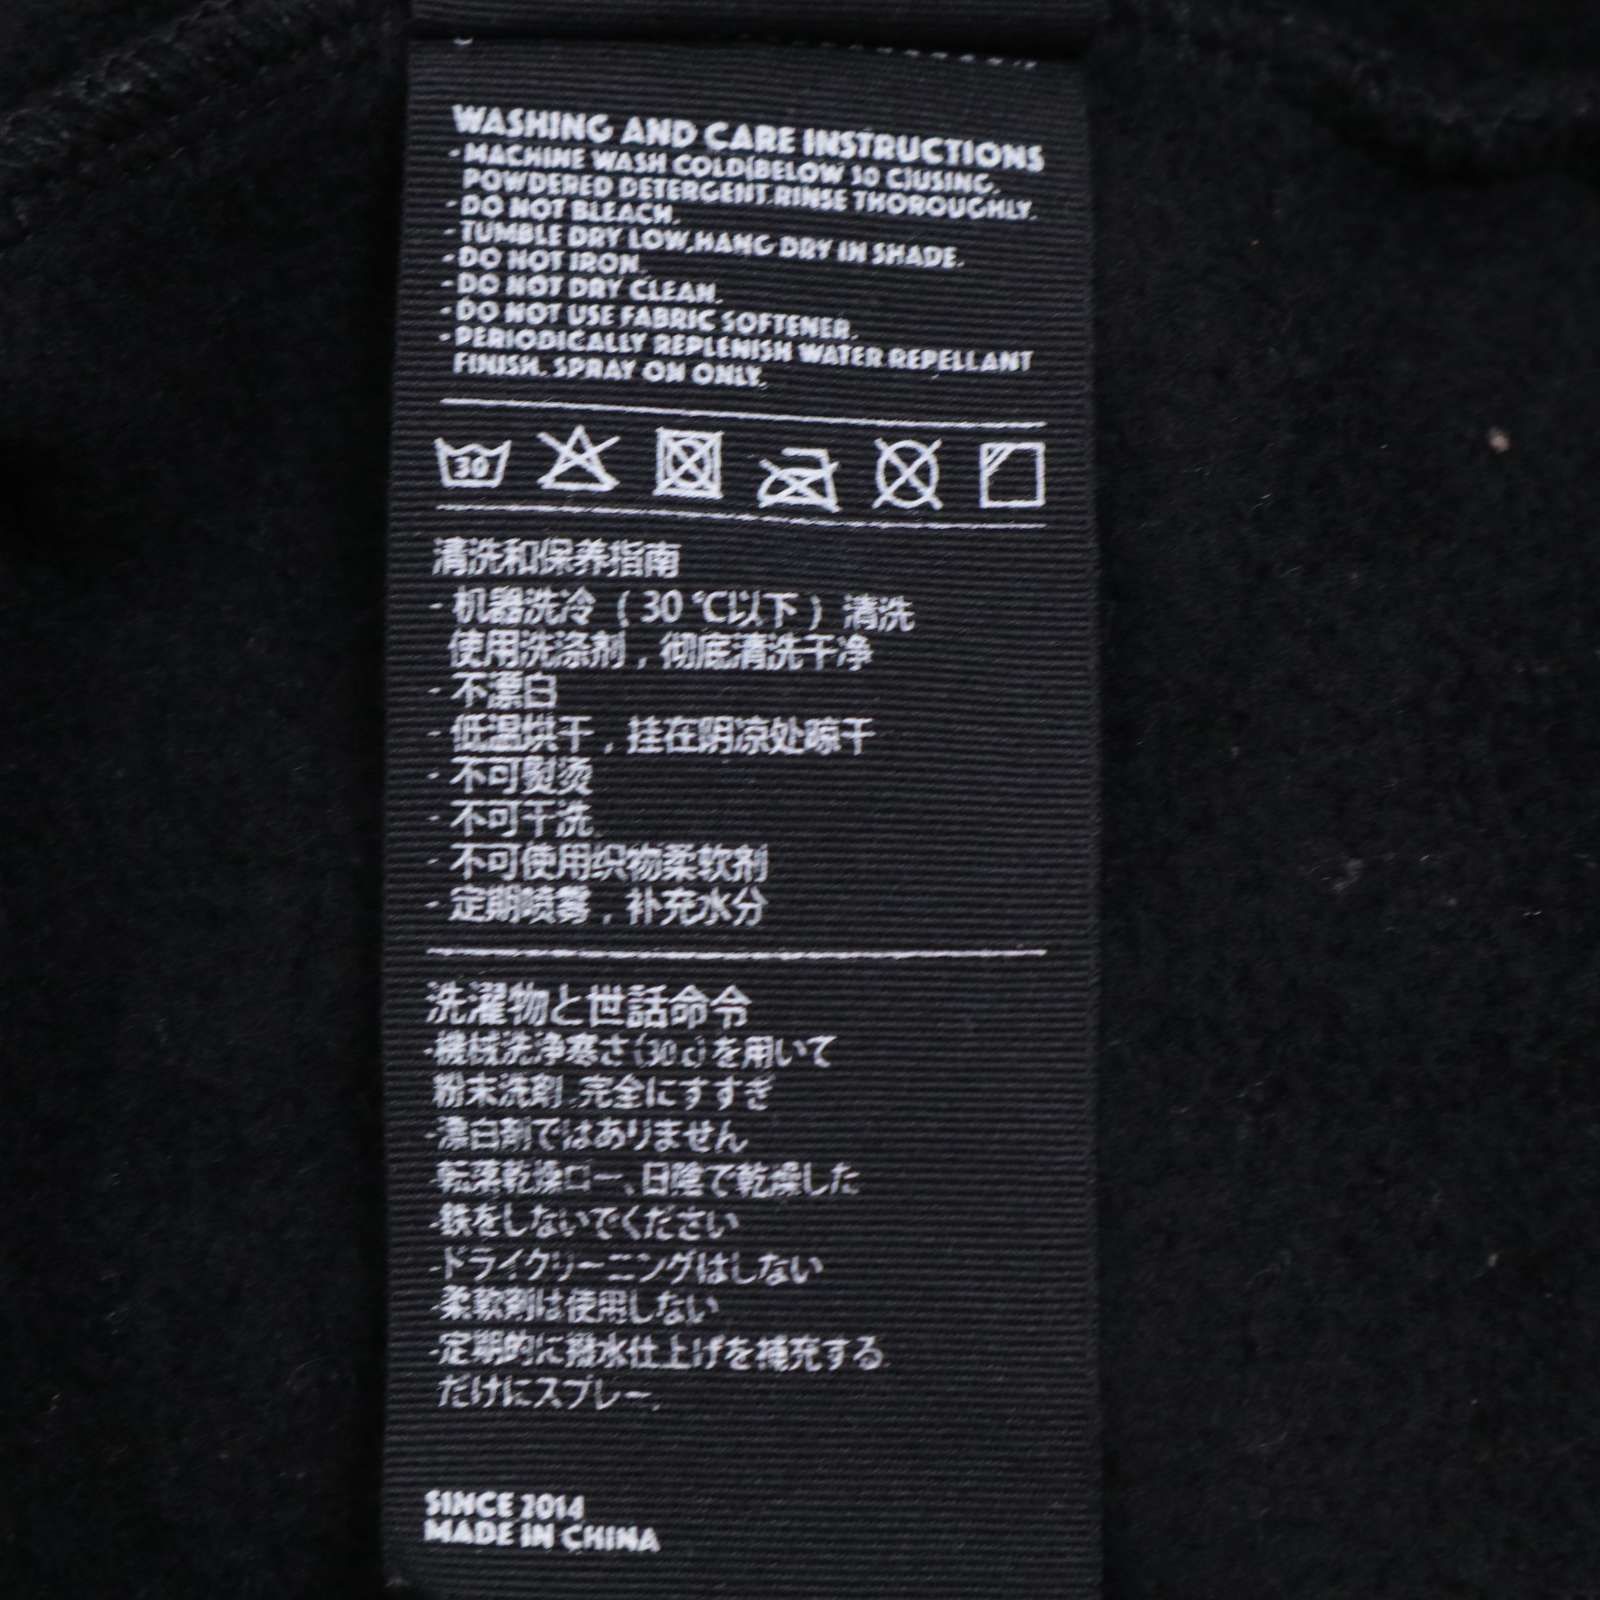 WASHING AND CARE INSTRUCTIONS
-MACHINE WASH COLD(BELOW 30 C)USING.
POWDERED DETERGENT.RINSE THOROUGHLY.
-DO NOT BLEACH.
-TUMBLE DRY LOW,HANG DRY IN SHADE.
-DO NOT IRON.
-DO NOT DRY CLEAN.
-DO NOT USE FABRIC SOFTENER.
-PERIODICALLY REPLENISH WATER REPELLANT
FINISH. SPRAY ON ONLY.
30
清洗和保养指南
- 机器洗冷（30 ℃以下）清洗
使用洗涤剂，彻底清洗干净
- 不漂白
- 低温烘干，挂在阴凉处晾干
- 不可熨烫
- 不可干洗
- 不可使用织物柔软剂
- 定期喷雾，补充水分
洗濯物と世話命令
-機械洗浄寒さ(30 c)を用いて
粉末洗剤.完全にすすぎ
-漂白剤ではありません
-転落乾燥ロー、日陰で乾燥した
-鉄をしないでください
-ドライクリーニングはしない
-柔軟剤は使用しない
-定期的に撥水仕上げを補充する
だけにスプレー.
SINCE 2014
MADE IN CHINA